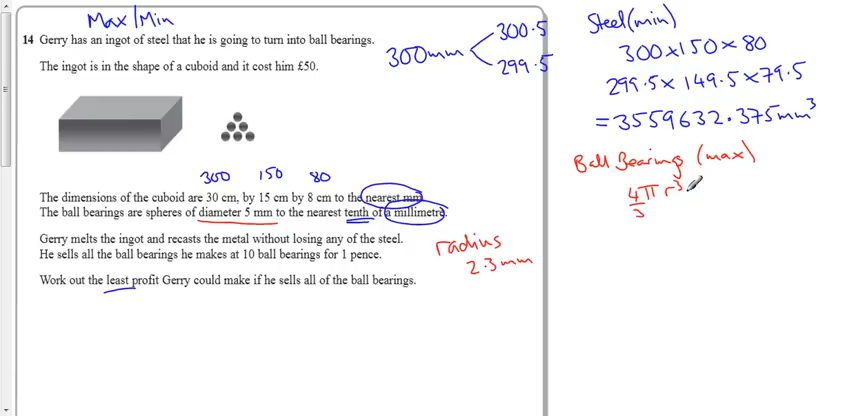 Max/Min
14 Gerry has an ingot of steel that he is going to turn into ball bearings.
The ingot is in the shape of a cuboid and it cost him £50.
300 150 80
The dimensions of the cuboid are 30 cm, by 15 cm by 8 cm to the nearest mm.
The ball bearings are spheres of diameter 5 mm to the nearest tenth of a millimetre.
Gerry melts the ingot and recasts the metal without losing any of the steel.
He sells all the ball bearings he makes at 10 ball bearings for 1 pence.
Work out the least profit Gerry could make if he sells all of the ball bearings.
300mm
300.5
299.5
radius
2.3mm
Steel (min)
300 × 150 × 80
299.5 × 149.5 × 79.5
= 3559632.375mm³
Ball Bearing (max)
4/3 π r³